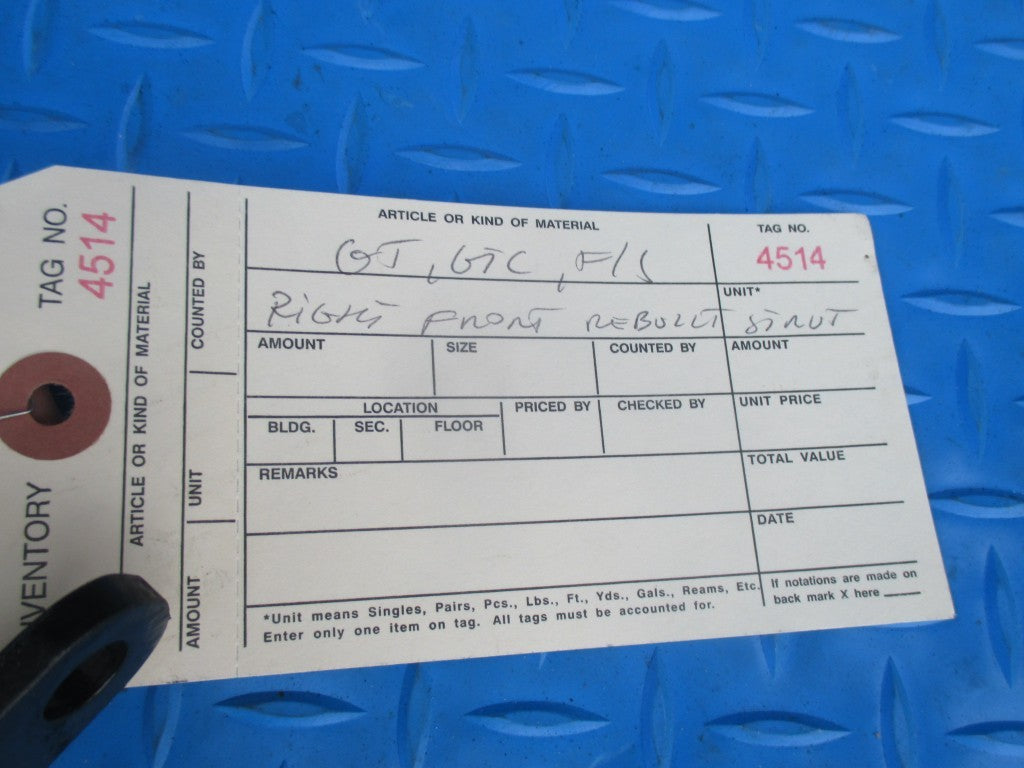 TAG NO.
4514
ARTICLE OR KIND OF MATERIAL
COUNTED BY
UNIT
AMOUNT
NVENTORY
ARTICLE OR KIND OF MATERIAL
GT, GTC, F/S
TAG NO.
4514
RIGHT FRONT REBUILT STRUT
UNIT*
AMOUNT
SIZE
COUNTED BY
AMOUNT
LOCATION
BLDG.
SEC.
FLOOR
PRICED BY
CHECKED BY
UNIT PRICE
REMARKS
TOTAL VALUE
DATE
*Unit means Singles, Pairs, Pcs., Lbs., Ft., Yds., Gals., Reams, Etc.
Enter only one item on tag. All tags must be accounted for.
If notations are made on
back mark X here